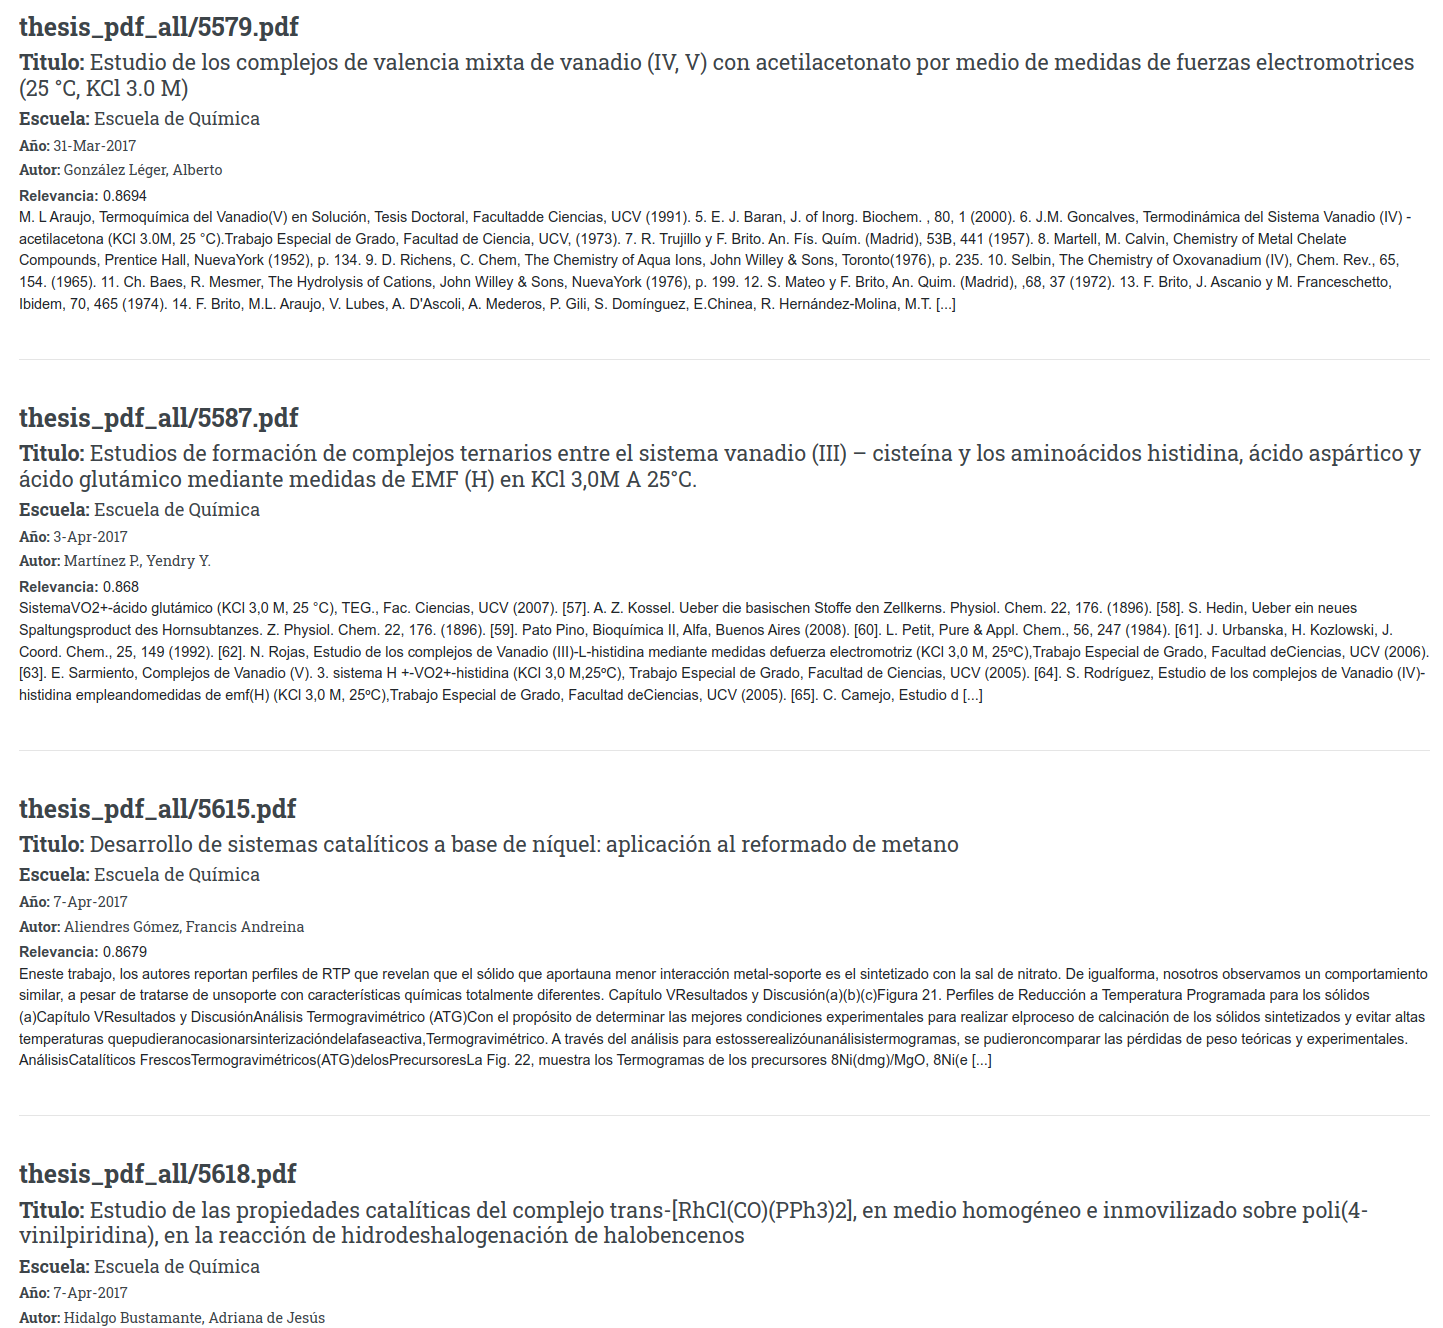 thesis_pdf_all/5579.pdf
Titulo: Estudio de los complejos de valencia mixta de vanadio (IV, V) con acetilacetonato por medio de medidas de fuerzas electromotrices
(25 °C, KCl 3.0 M)
Escuela: Escuela de Química
Año: 31-Mar-2017
Autor: González Léger, Alberto
Relevancia: 0.8694
M. L Araujo, Termoquímica del Vanadio(V) en Solución, Tesis Doctoral, Facultadde Ciencias, UCV (1991). 5. E. J. Baran, J. of Inorg. Biochem. , 80, 1 (2000). 6. J.M. Goncalves, Termodinámica del Sistema Vanadio (IV) -
acetilacetona (KCl 3.0M, 25 °C).Trabajo Especial de Grado, Facultad de Ciencia, UCV, (1973). 7. R. Trujillo y F. Brito. An. Fís. Quím. (Madrid), 53B, 441 (1957). 8. Martell, M. Calvin, Chemistry of Metal Chelate
Compounds, Prentice Hall, NuevaYork (1952), p. 134. 9. D. Richens, C. Chem, The Chemistry of Aqua Ions, John Willey & Sons, Toronto(1976), p. 235. 10. Selbin, The Chemistry of Oxovanadium (IV), Chem. Rev., 65,
154. (1965). 11. Ch. Baes, R. Mesmer, The Hydrolysis of Cations, John Willey & Sons, NuevaYork (1976), p. 199. 12. S. Mateo y F. Brito, An. Quim. (Madrid), ,68, 37 (1972). 13. F. Brito, J. Ascanio y M. Franceschetto,
Ibidem, 70, 465 (1974). 14. F. Brito, M.L. Araujo, V. Lubes, A. D'Ascoli, A. Mederos, P. Gili, S. Domínguez, E.Chinea, R. Hernández-Molina, M.T. [...]
thesis_pdf_all/5587.pdf
Titulo: Estudios de formación de complejos ternarios entre el sistema vanadio (III) – cisteína y los aminoácidos histidina, ácido aspártico y
ácido glutámico mediante medidas de EMF (H) en KCl 3,0M A 25°C.
Escuela: Escuela de Química
Año: 3-Apr-2017
Autor: Martínez P., Yendry Y.
Relevancia: 0.868
SistemaVO2+-ácido glutámico (KCl 3,0 M, 25 °C), TEG., Fac. Ciencias, UCV (2007). [57]. A. Z. Kossel. Ueber die basischen Stoffe den Zellkerns. Physiol. Chem. 22, 176. (1896). [58]. S. Hedin, Ueber ein neues
Spaltungsproduct des Hornsubtanzes. Z. Physiol. Chem. 22, 176. (1896). [59]. Pato Pino, Bioquímica II, Alfa, Buenos Aires (2008). [60]. L. Petit, Pure & Appl. Chem., 56, 247 (1984). [61]. J. Urbanska, H. Kozlowski, J.
Coord. Chem., 25, 149 (1992). [62]. N. Rojas, Estudio de los complejos de Vanadio (III)-L-histidina mediante medidas defuerza electromotriz (KCl 3,0 M, 25ºC),Trabajo Especial de Grado, Facultad deCiencias, UCV (2006).
[63]. E. Sarmiento, Complejos de Vanadio (V). 3. sistema H +-VO2+-histidina (KCl 3,0 M,25ºC), Trabajo Especial de Grado, Facultad de Ciencias, UCV (2005). [64]. S. Rodríguez, Estudio de los complejos de Vanadio (IV)-
histidina empleandomedidas de emf(H) (KCl 3,0 M, 25ºC),Trabajo Especial de Grado, Facultad deCiencias, UCV (2005). [65]. C. Camejo, Estudio d [...]
thesis_pdf_all/5615.pdf
Titulo: Desarrollo de sistemas catalíticos a base de níquel: aplicación al reformado de metano
Escuela: Escuela de Química
Año: 7-Apr-2017
Autor: Aliendres Gómez, Francis Andreina
Relevancia: 0.8679
Eneste trabajo, los autores reportan perfiles de RTP que revelan que el sólido que aportauna menor interacción metal-soporte es el sintetizado con la sal de nitrato. De igualforma, nosotros observamos un comportamiento
similar, a pesar de tratarse de unsoporte con características químicas totalmente diferentes. Capítulo VResultados y Discusión(a)(b)(c)Figura 21. Perfiles de Reducción a Temperatura Programada para los sólidos
(a)Capítulo VResultados y DiscusiónAnálisis Termogravimétrico (ATG)Con el propósito de determinar las mejores condiciones experimentales para realizar elproceso de calcinación de los sólidos sintetizados y evitar altas
temperaturas quepudieranocasionarsinterizacióndelafaseactiva,Termogravimétrico. A través del análisis para estosserealizóunanálisistermogramas, se pudieroncomparar las pérdidas de peso teóricas y experimentales.
AnálisisCatalíticos FrescosTermogravimétricos(ATG)delosPrecursoresLa Fig. 22, muestra los Termogramas de los precursores 8Ni(dmg)/MgO, 8Ni(e [...]
thesis_pdf_all/5618.pdf
Titulo: Estudio de las propiedades catalíticas del complejo trans-[RhCl(CO)(PPh3)2], en medio homogéneo e inmovilizado sobre poli(4-
vinilpiridina), en la reacción de hidrodeshalogenación de halobencenos
Escuela: Escuela de Química
Año: 7-Apr-2017
Autor: Hidalgo Bustamante, Adriana de Jesús